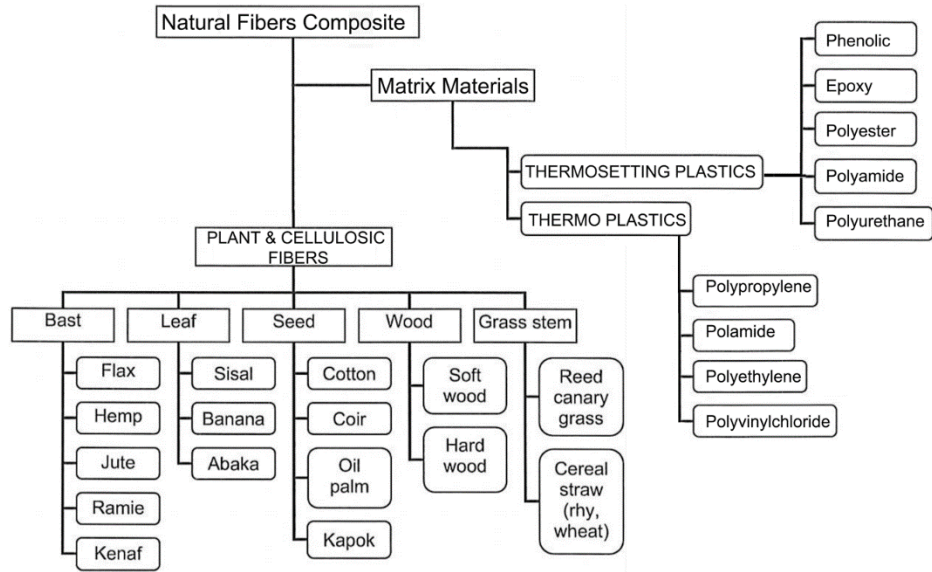 Natural Fibers Composite
Matrix Materials
THERMOSETTING PLASTICS
Phenolic
Epoxy
Polyester
Polyamide
Polyurethane
THERMO PLASTICS
Polypropylene
Polamide
Polyethylene
Polyvinylchloride
PLANT & CELLULOSIC
FIBERS
Bast
Flax
Hemp
Jute
Ramie
Kenaf
Leaf
Sisal
Banana
Abaka
Seed
Cotton
Coir
Oil
palm
Kapok
Wood
Soft
wood
Hard
wood
Grass stem
Reed
canary
grass
Cereal
straw
(rhy,
wheat)